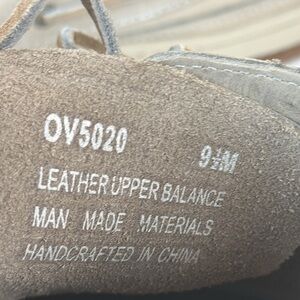 OV5020 9½M
LEATHER UPPER BALANCE
MAN MADE MATERIALS
HANDCRAFTED IN CHINA